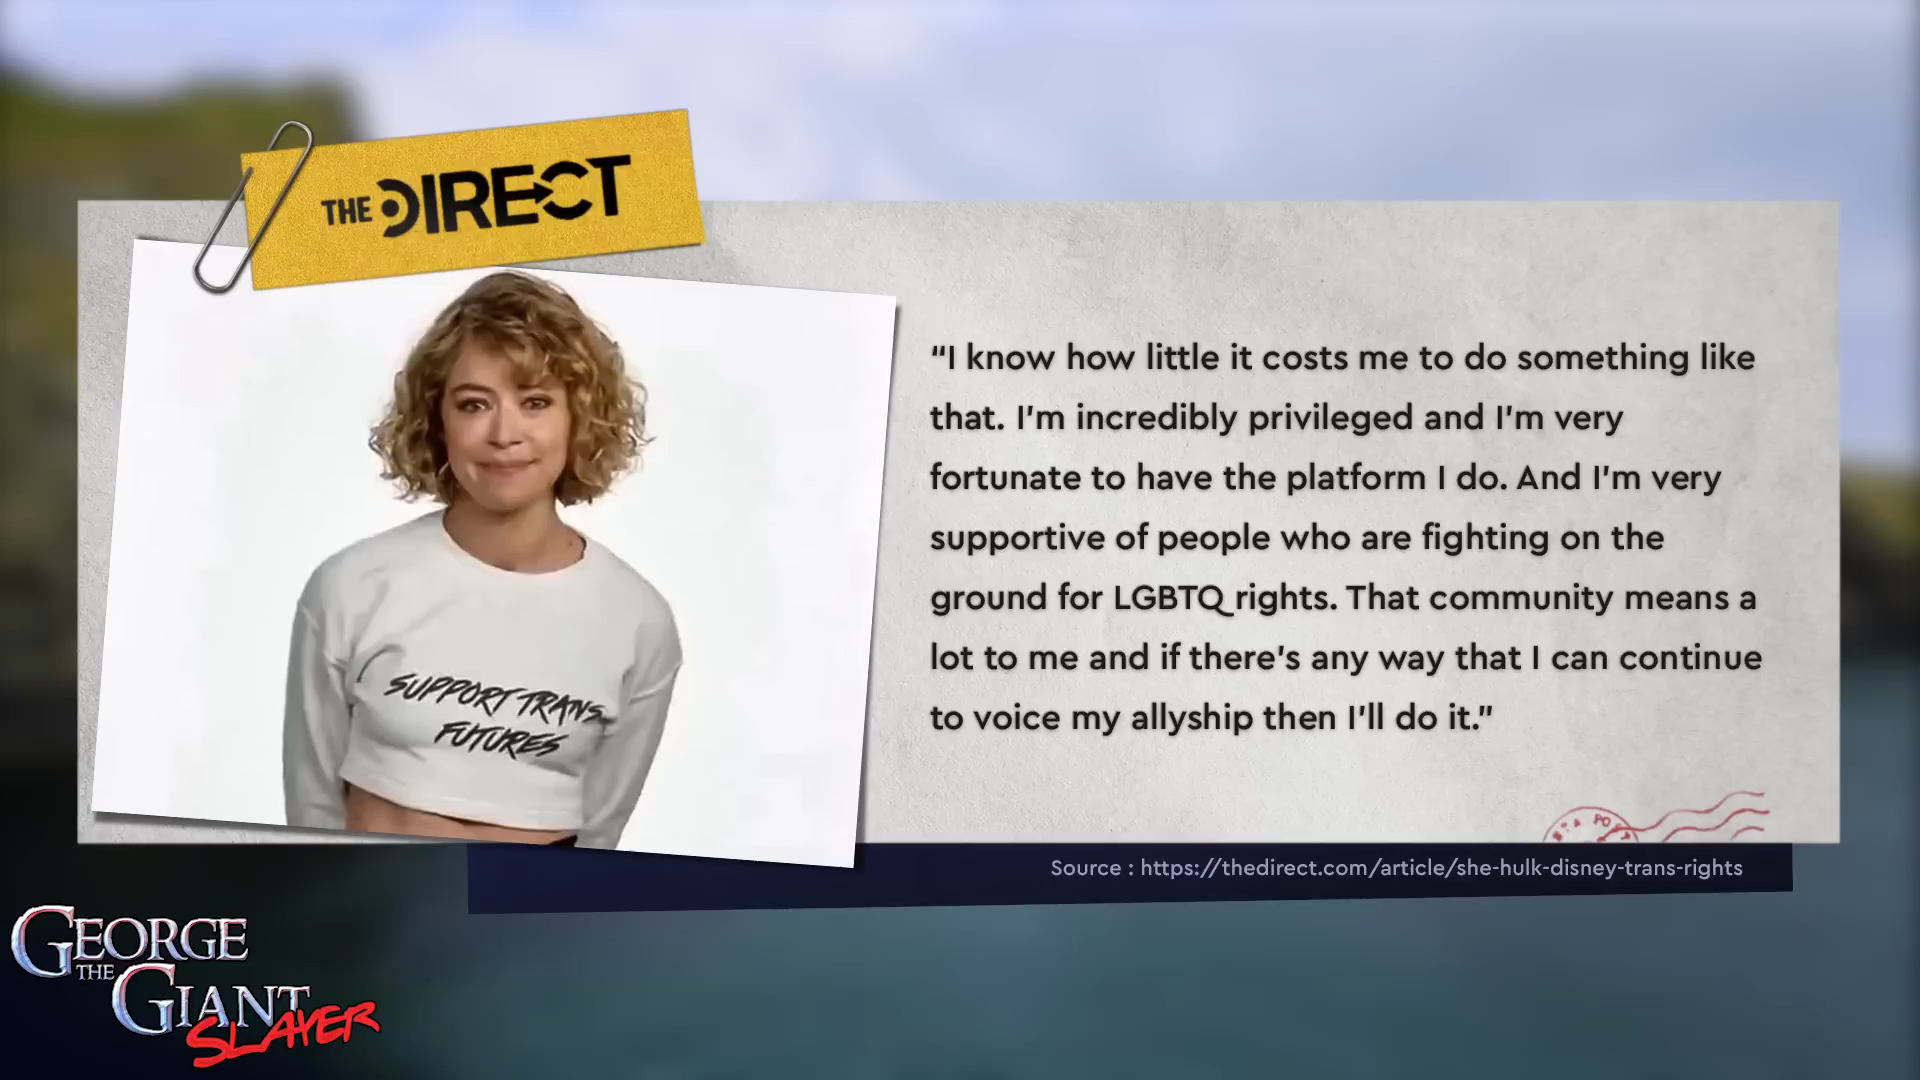 THE DIRECT
"I know how little it costs me to do something like
that. I'm incredibly privileged and I'm very
fortunate to have the platform I do. And I'm very
supportive of people who are fighting on the
ground for LGBTQ rights. That community means a
lot to me and if there's any way that I can continue
to voice my allyship then I'll do it."
SUPPORT TRANS
FUTURES
Source : https://thedirect.com/article/she-hulk-disney-trans-rights
GEORGE
THE
GIANT
SLAYER